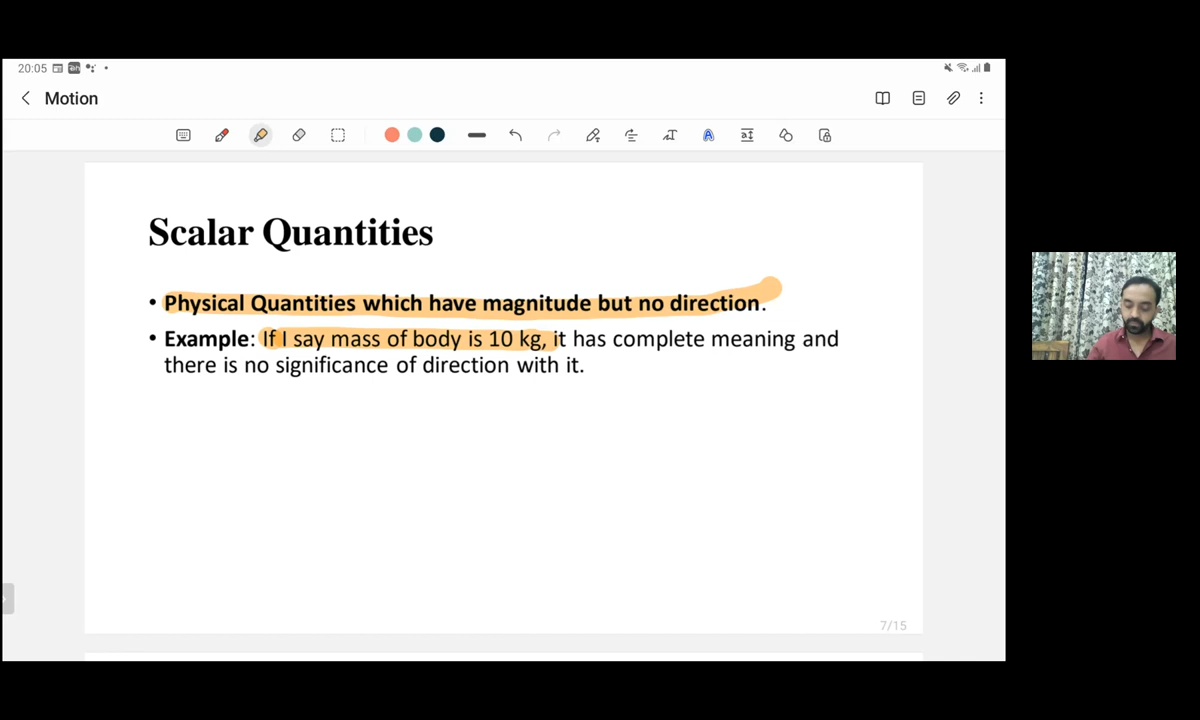 20:05
Motion
Scalar Quantities
• Physical Quantities which have magnitude but no direction.
• Example: If I say mass of body is 10 kg, it has complete meaning and
there is no significance of direction with it.
7/15